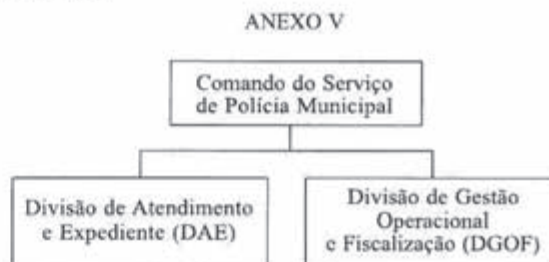 ANEXO V
Comando do Serviço
de Polícia Municipal
Divisão de Atendimento
e Expediente (DAE)
Divisão de Gestão
Operacional
e Fiscalização (DGOF)